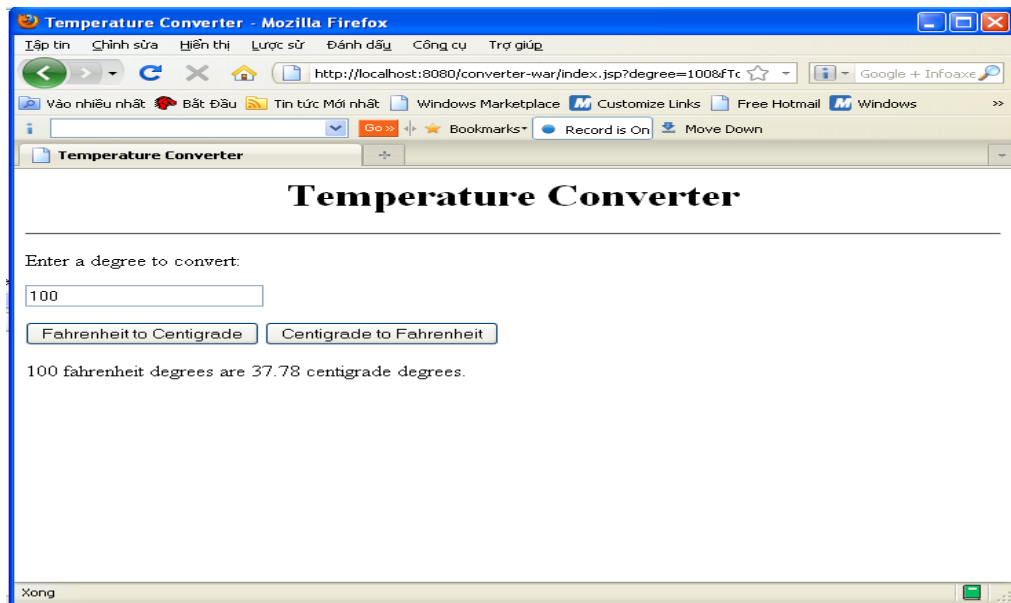 Temperature Converter - Mozilla Firefox
Tập tin Chỉnh sửa Hiển thị Lược sử Đánh dấu Công cụ Trợ giúp
http://localhost:8080/converter-war/index.jsp?degree=100&fTc Google + Infoaxe
Vào nhiều nhất Bắt Đầu Tin tức Mới nhất Windows Marketplace Customize Links Free Hotmail Windows »
Go » Bookmarks Record is On Move Down
Temperature Converter
Temperature Converter
Enter a degree to convert:
100
Fahrenheit to Centigrade Centigrade to Fahrenheit
100 fahrenheit degrees are 37.78 centigrade degrees.
Xong